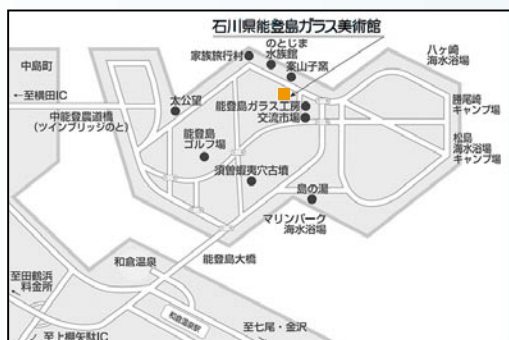 石川県能登島ガラス美術館
のとじま
水族館
家族旅行村
案山子窯
八ヶ崎
海水浴場
中島町
←至横田IC
太公望
能登島ガラス工房
交流市場
勝尾崎
キャンプ場
中能登農道橋
(ツインブリッジのと)
能登島
ゴルフ場
松島
海水浴場
キャンプ場
須曽蝦夷穴古墳
島の湯
マリンパーク
海水浴場
和倉温泉
能登島大橋
至田鶴浜
料金所
和倉温泉駅
至七尾・金沢
至上棚矢駄IC